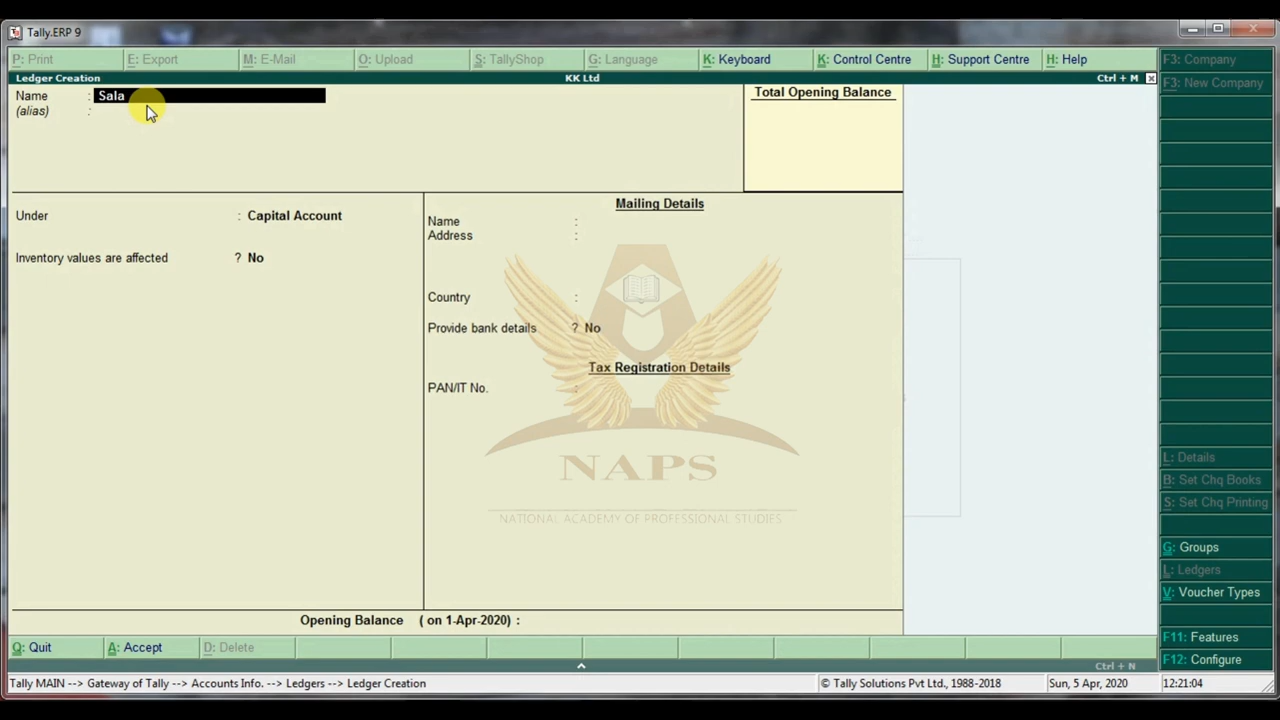 Tally.ERP 9
P: Print E: Export M: E-Mail O: Upload S: TallyShop G: Language K: Keyboard K: Control Centre H: Support Centre H: Help
F3: Company
Ledger Creation KK Ltd Ctrl + M
F3: New Company
Name : Sala
(alias) :
Total Opening Balance
Under : Capital Account
Inventory values are affected ? No
Mailing Details
Name :
Address :
Country :
Provide bank details ? No
Tax Registration Details
PAN/IT No. :
NAPS
NATIONAL ACADEMY OF PROFESSIONAL STUDIES
L: Details
B: Set Chq Books
S: Set Chq Printing
G: Groups
L: Ledgers
V: Voucher Types
F11: Features
F12: Configure
Opening Balance ( on 1-Apr-2020) :
Q: Quit A: Accept D: Delete
Ctrl + N
Tally MAIN --> Gateway of Tally --> Accounts Info. --> Ledgers --> Ledger Creation © Tally Solutions Pvt Ltd., 1988-2018 Sun, 5 Apr, 2020 12:21:04